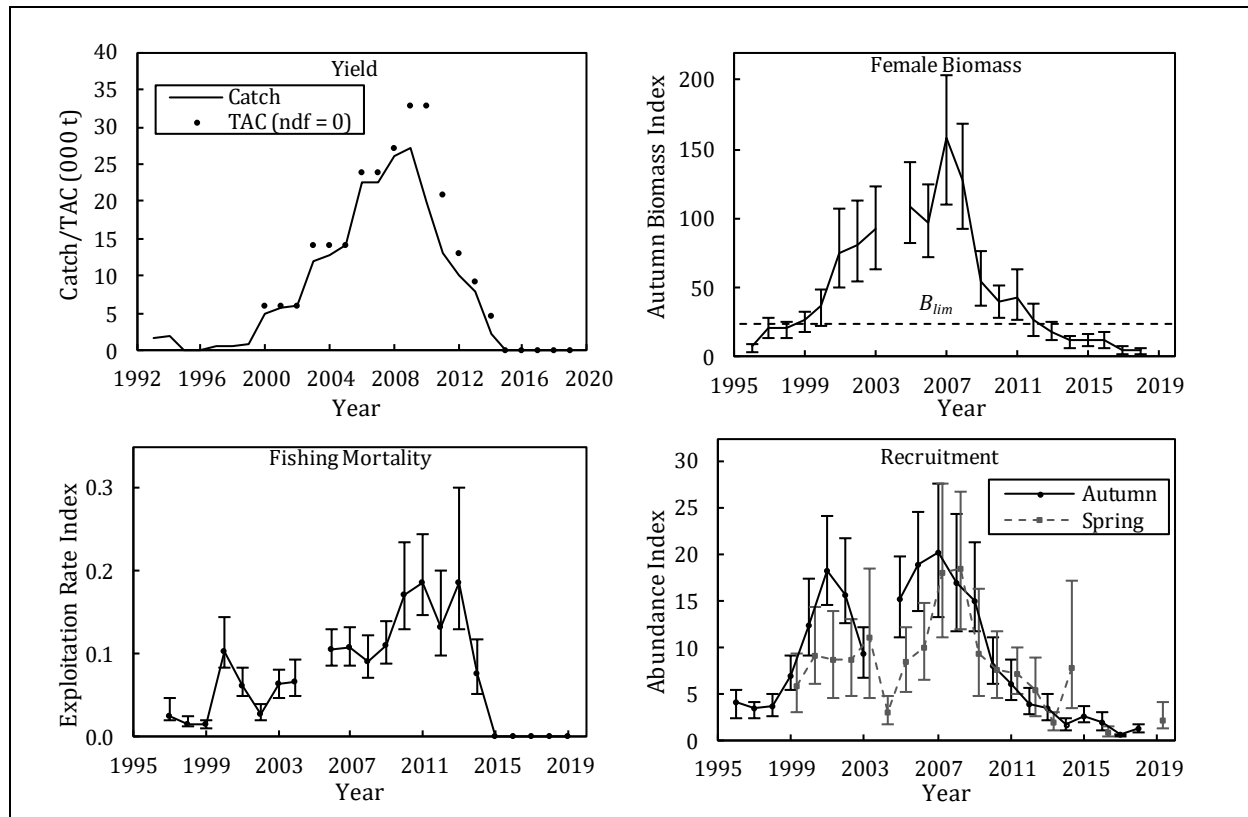 Yield
Catch
TAC (ndf = 0)
Catch/TAC (000 t)
40
35
30
25
20
15
10
5
0
1992 1996 2000 2004 2008 2012 2016 2020
Year
Female Biomass
Autumn Biomass Index
200
150
100
50
0
Blim
1995 1999 2003 2007 2011 2015 2019
Year
Fishing Mortality
Exploitation Rate Index
0.3
0.2
0.1
0.0
1995 1999 2003 2007 2011 2015 2019
Year
Recruitment
Autumn
Spring
Abundance Index
30
25
20
15
10
5
0
1995 1999 2003 2007 2011 2015 2019
Year